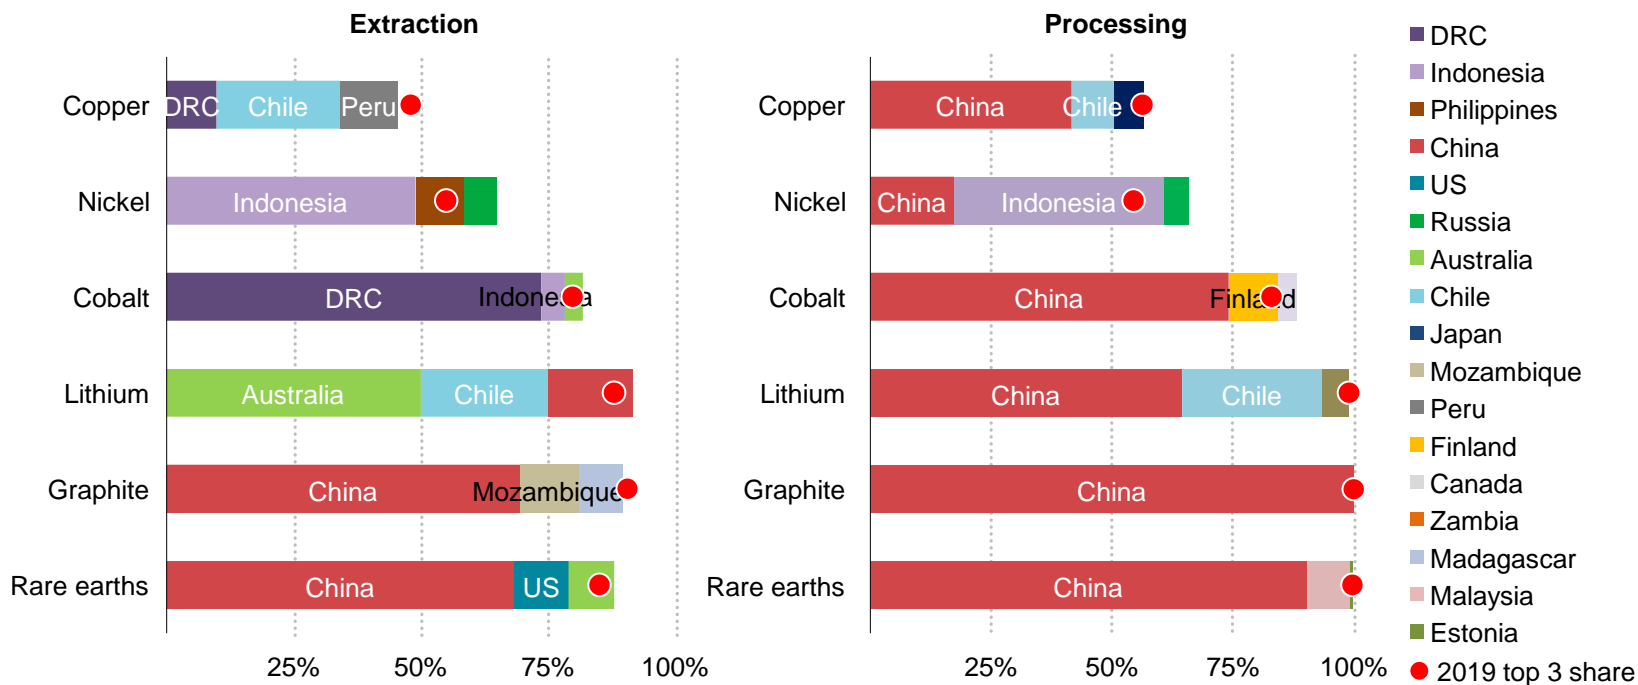 Extraction
Copper
DRC
Chile
Peru
Nickel
Indonesia
Cobalt
DRC
Indonesia
Lithium
Australia
Chile
Graphite
China
Mozambique
Rare earths
China
US
25% 50% 75% 100%
Processing
Copper
China
Chile
Nickel
China
Indonesia
Cobalt
China
Finland
Lithium
China
Chile
Graphite
China
Rare earths
China
25% 50% 75% 100%
DRC
Indonesia
Philippines
China
US
Russia
Australia
Chile
Japan
Mozambique
Peru
Finland
Canada
Zambia
Madagascar
Malaysia
Estonia
2019 top 3 share